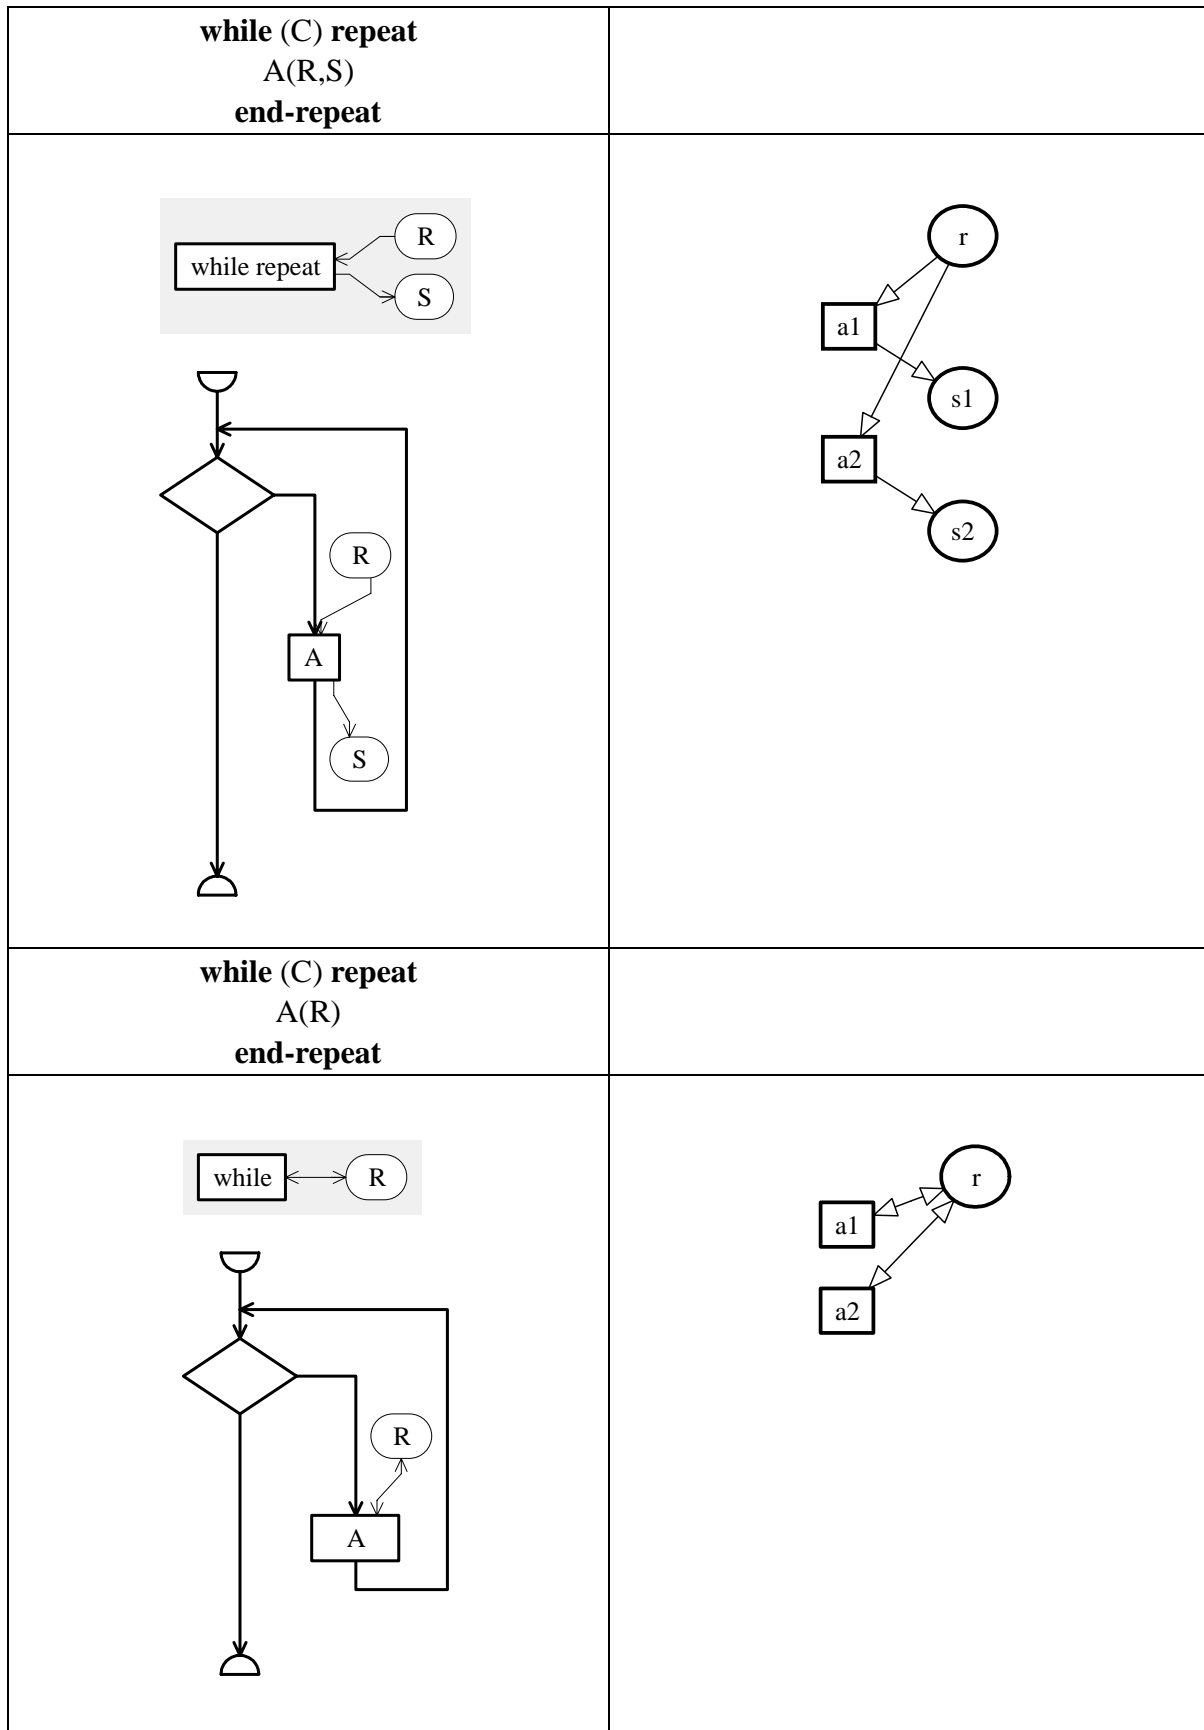 while (C) repeat
A(R,S)
end-repeat
R
while repeat
S
R
A
S
r
a1
s1
a2
s2
while (C) repeat
A(R)
end-repeat
while
R
R
A
r
a1
a2